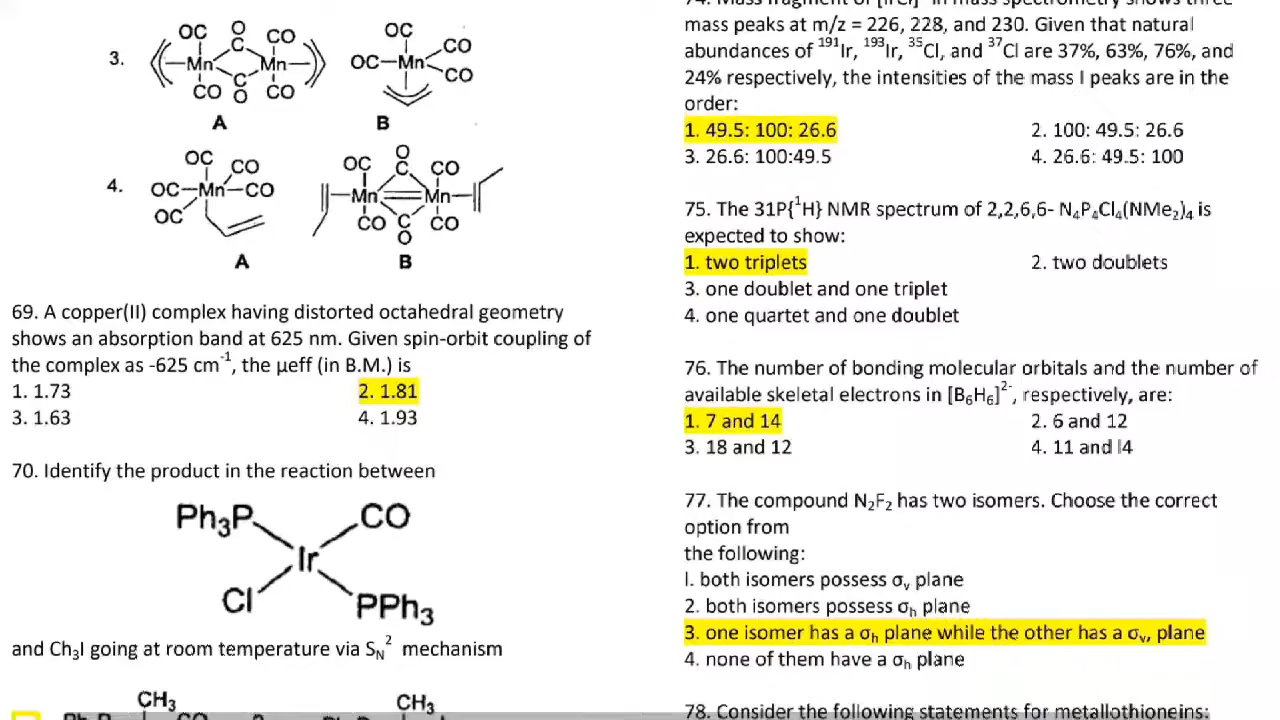 3.
OC
O
CO
CO
C
Mn
Mn
C
CO
O
CO
OC
CO
OC
Mn
CO
A
B
4.
OC
CO
OC
Mn
CO
OC
OC
O
C
CO
Mn
Mn
CO
C
CO
O
A
B
69. A copper(II) complex having distorted octahedral geometry
shows an absorption band at 625 nm. Given spin-orbit coupling of
the complex as -625 cm⁻¹, the μeff (in B.M.) is
1. 1.73 2. 1.81
3. 1.63 4. 1.93
70. Identify the product in the reaction between
Ph₃P
CO
Ir
Cl
PPh₃
and Ch₃I going at room temperature via S_N² mechanism
CH₃
CH₃
mass peaks at m/z = 226, 228, and 230. Given that natural
abundances of ¹⁹¹Ir, ¹⁹³Ir, ³⁵Cl, and ³⁷Cl are 37%, 63%, 76%, and
24% respectively, the intensities of the mass I peaks are in the
order:
1. 49.5: 100: 26.6 2. 100: 49.5: 26.6
3. 26.6: 100:49.5 4. 26.6: 49.5: 100
75. The 31P{¹H} NMR spectrum of 2,2,6,6- N₄P₄Cl₄(NMe₂)₄ is
expected to show:
1. two triplets 2. two doublets
3. one doublet and one triplet
4. one quartet and one doublet
76. The number of bonding molecular orbitals and the number of
available skeletal electrons in [B₆H₆]²⁻, respectively, are:
1. 7 and 14 2. 6 and 12
3. 18 and 12 4. 11 and l4
77. The compound N₂F₂ has two isomers. Choose the correct
option from
the following:
l. both isomers possess σᵥ plane
2. both isomers possess σₕ plane
3. one isomer has a σₕ plane while the other has a σᵥ, plane
4. none of them have a σₕ plane
78. Consider the following statements for metallothioneins: